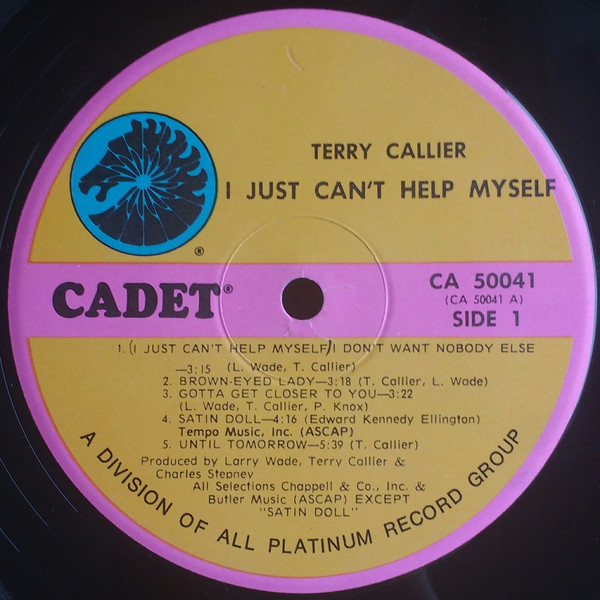 TERRY CALLIER
I JUST CAN'T HELP MYSELF
®
CADET®
CA 50041
(CA 50041 A)
SIDE 1
1. (I JUST CAN'T HELP MYSELF) I DON'T WANT NOBODY ELSE
—3:15 (L. Wade, T. Callier)
2. BROWN-EYED LADY—3:18 (T. Callier, L. Wade)
3. GOTTA GET CLOSER TO YOU—3:22
(L. Wade, T. Callier, P. Knox)
4. SATIN DOLL—4:16 (Edward Kennedy Ellington)
Tempo Music, Inc. (ASCAP)
5. UNTIL TOMORROW—5:39 (T. Callier)
Produced by Larry Wade, Terry Callier &
Charles Stepney
All Selections Chappell & Co., Inc. &
Butler Music (ASCAP) EXCEPT
"SATIN DOLL"
A DIVISION OF ALL PLATINUM RECORD GROUP